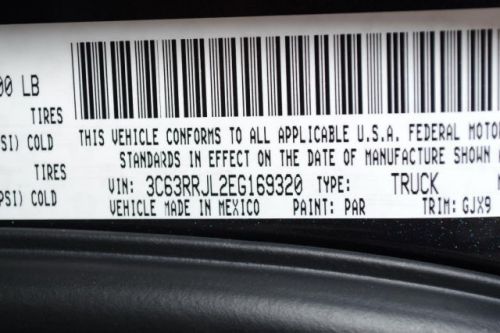 00 LB
TIRES
SI) COLD
TIRES
PSI) COLD
THIS VEHICLE CONFORMS TO ALL APPLICABLE U.S.A. FEDERAL MOTO
STANDARDS IN EFFECT ON THE DATE OF MANUFACTURE SHOWN
VIN: 3C63RRJL2EG169320 TYPE: TRUCK
VEHICLE MADE IN MEXICO PAINT: PAR TRIM: GJX9